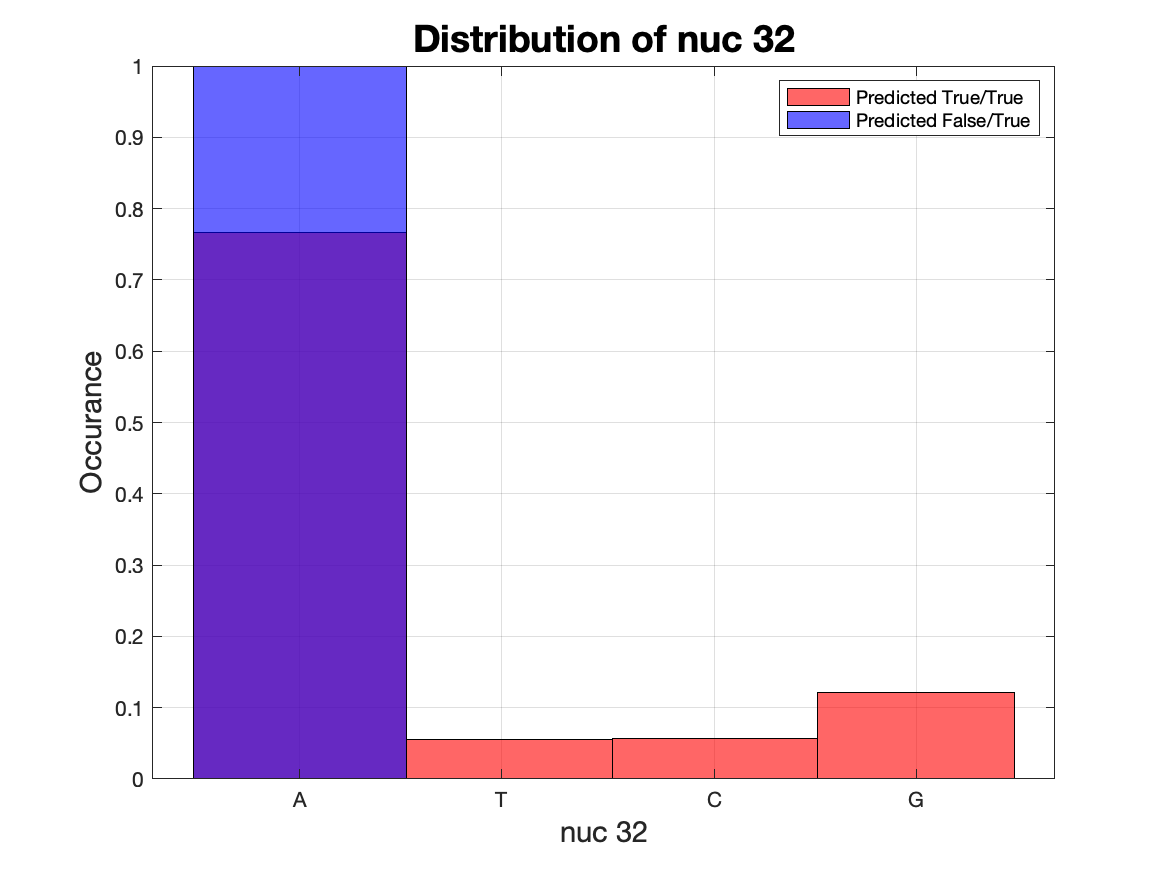 Distribution of nuc 32
Predicted True/True
Predicted False/True
1
0.9
0.8
0.7
0.6
0.5
0.4
0.3
0.2
0.1
0
Occurance
A T C G
nuc 32